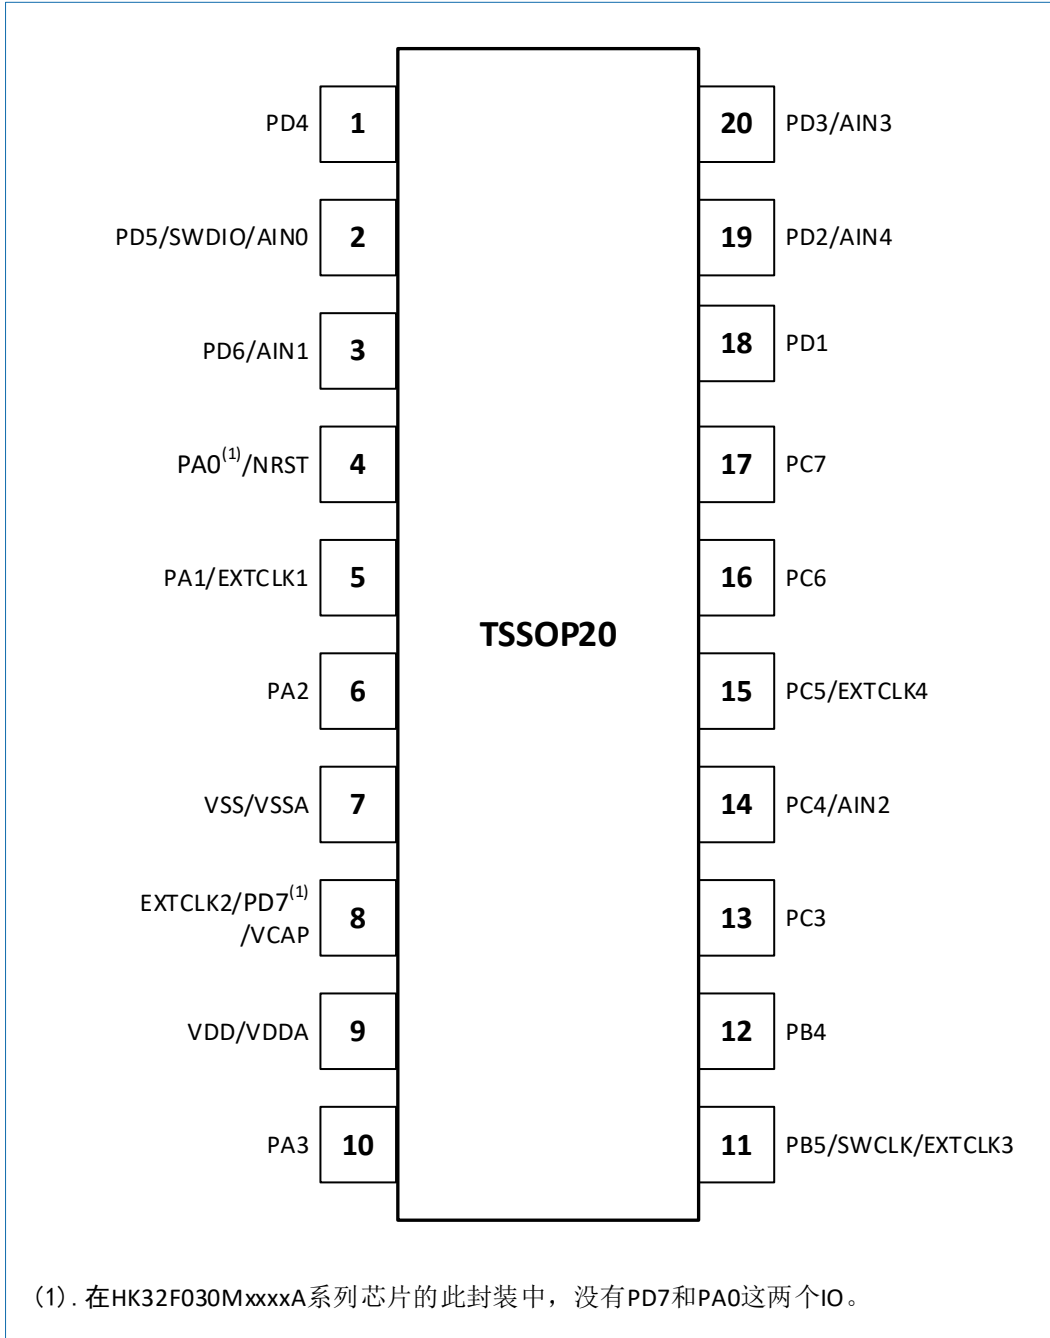 PD4 1 20 PD3/AIN3
PD5/SWDIO/AIN0 2 19 PD2/AIN4
PD6/AIN1 3 18 PD1
PA0(1)/NRST 4 17 PC7
PA1/EXTCLK1 5 16 PC6
TSSOP20
PA2 6 15 PC5/EXTCLK4
VSS/VSSA 7 14 PC4/AIN2
EXTCLK2/PD7(1)
/VCAP 8 13 PC3
VDD/VDDA 9 12 PB4
PA3 10 11 PB5/SWCLK/EXTCLK3
(1). 在HK32F030MxxxxA系列芯片的此封装中，没有PD7和PA0这两个IO。